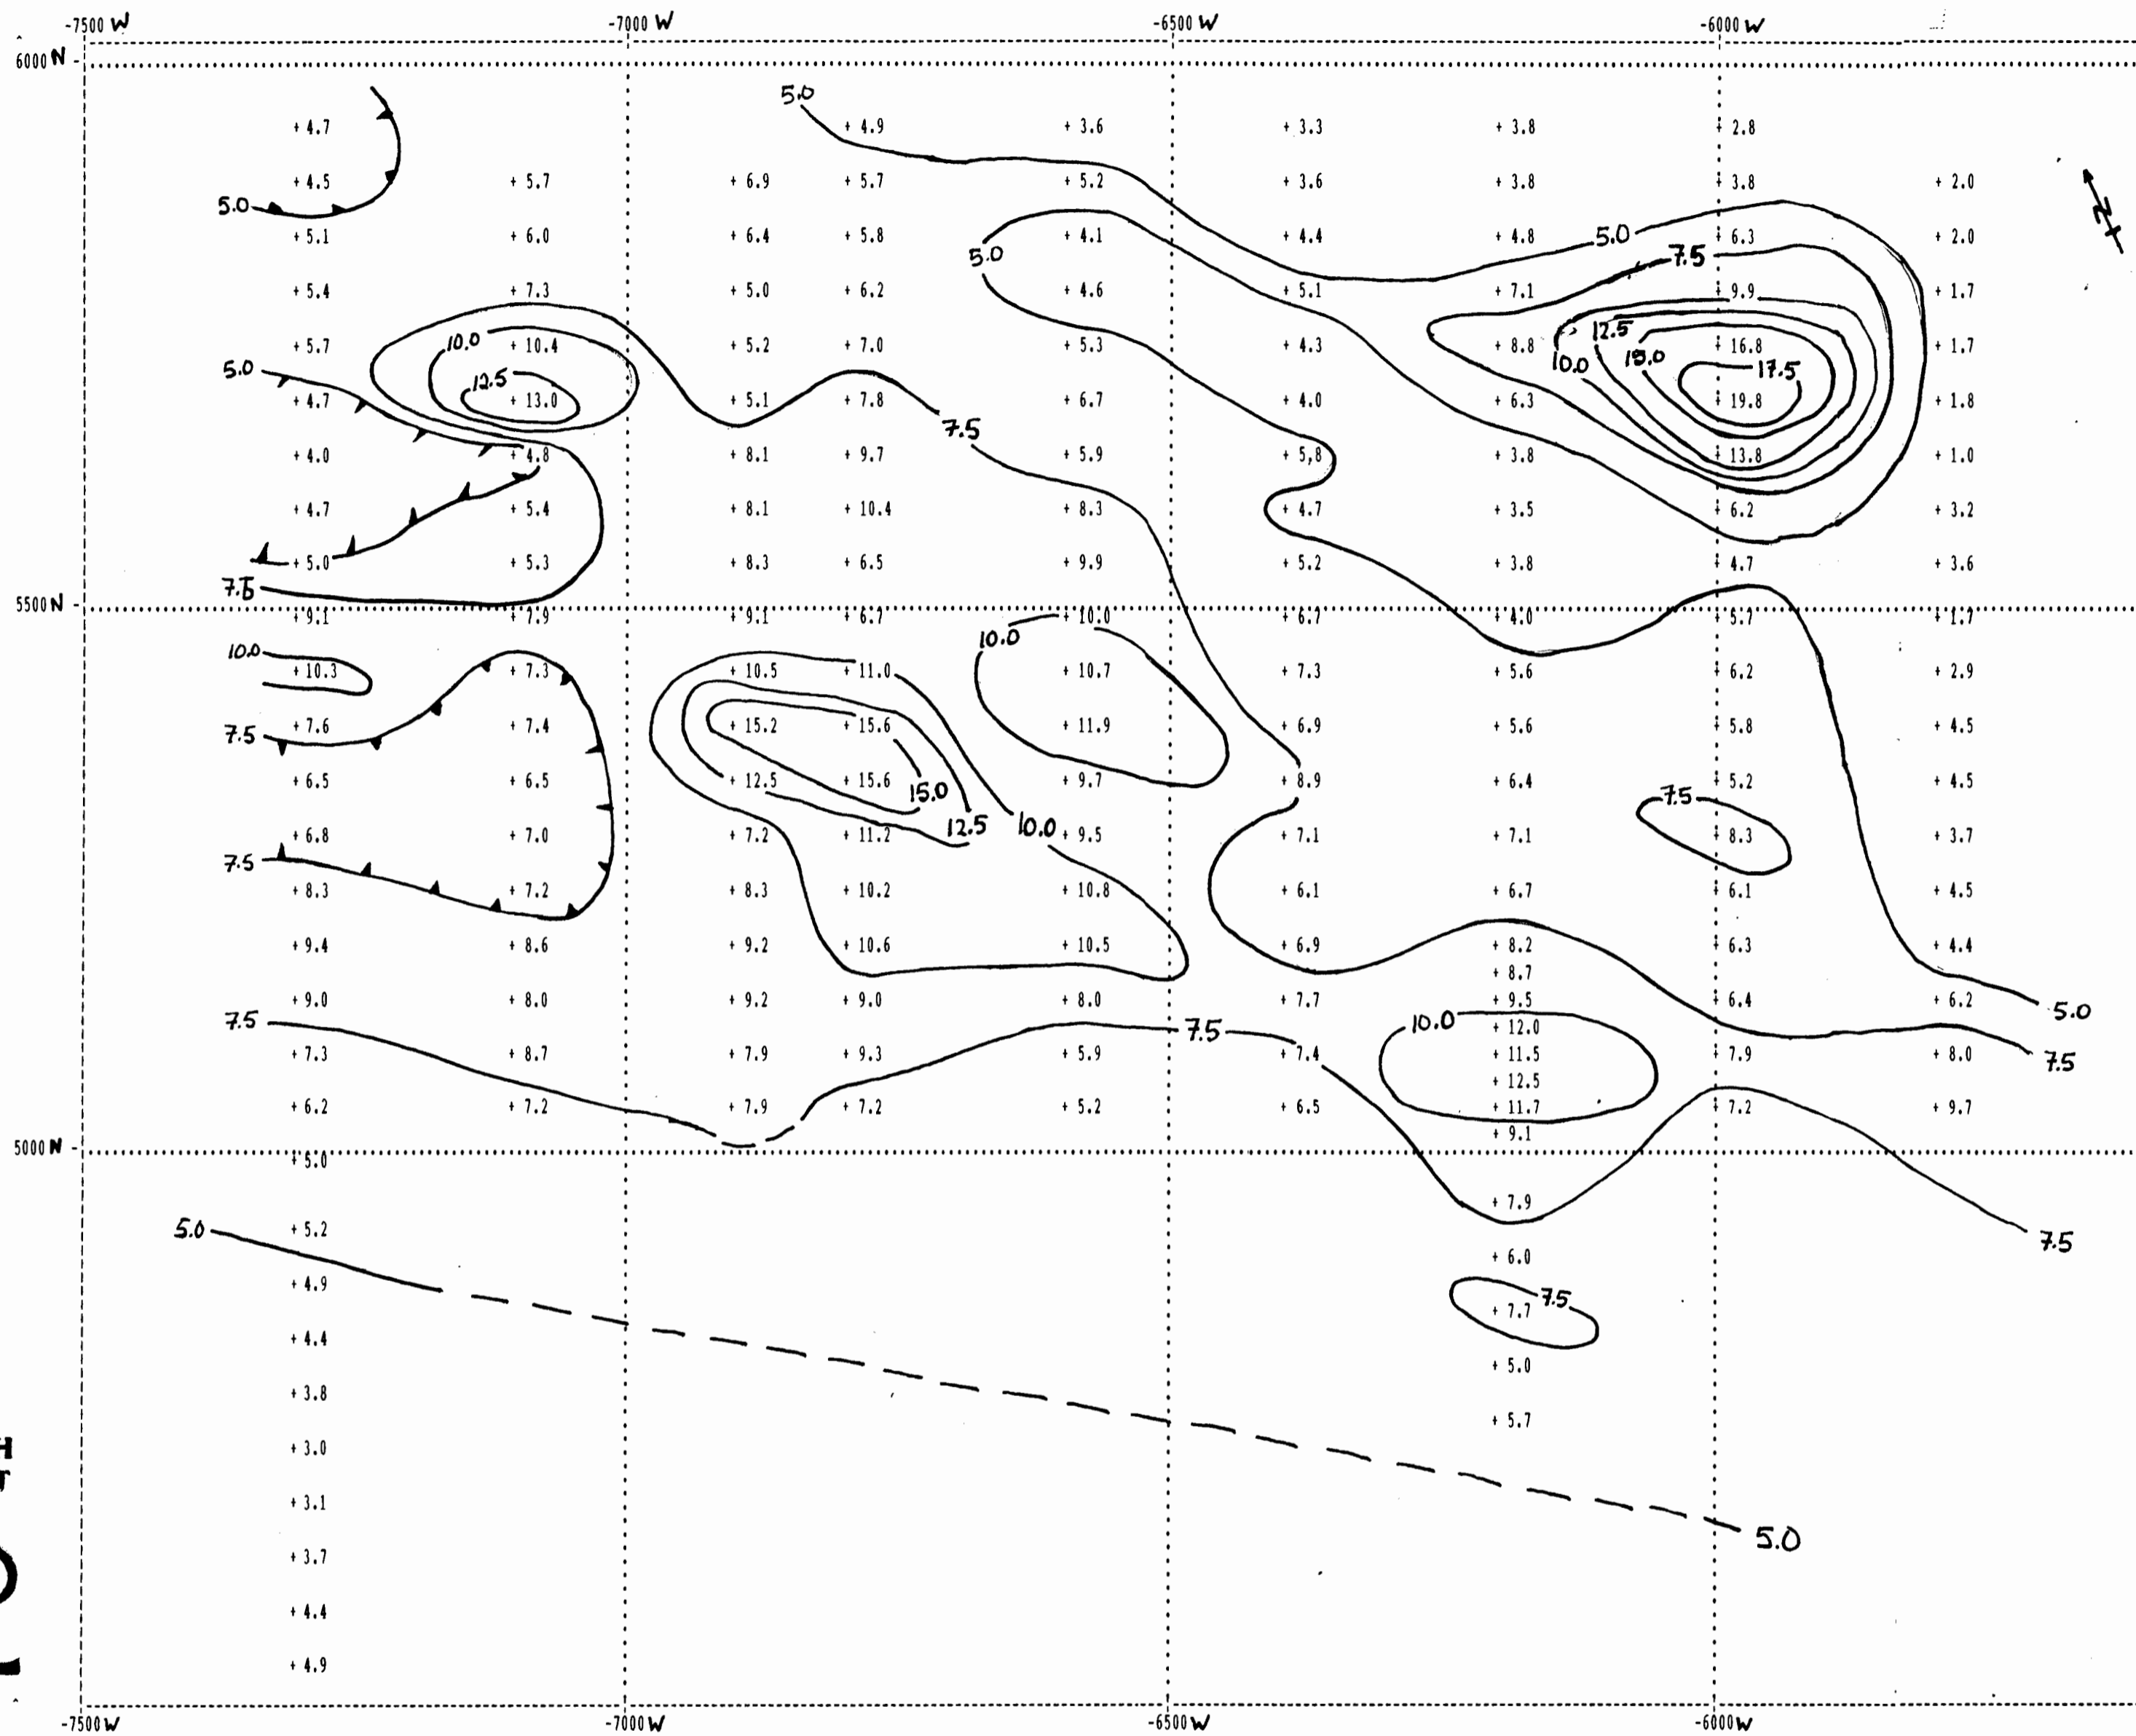 -7500 W -7000 W -6500 W -6000 W
6000 N
5.0
+ 4.7 + 4.9 + 3.6 + 3.3 + 3.8 + 2.8
+ 4.5 + 5.7 + 6.9 + 5.7 + 5.2 + 3.6 + 3.8 + 3.8 + 2.0
5.0 N
+ 5.1 + 6.0 + 6.4 + 5.8 + 4.1 + 4.4 + 4.8 5.0 + 6.3 + 2.0
5.0 7.5
+ 5.4 + 7.3 + 5.0 + 6.2 + 4.6 + 5.1 + 7.1 + 9.9 + 1.7
12.5
+ 5.7 10.0 + 10.4 + 5.2 + 7.0 + 5.3 + 4.3 + 8.8 + 16.8 + 1.7
5.0 12.5 10.0 15.0 17.5
+ 4.7 + 13.0 + 5.1 + 7.8 + 6.7 + 4.0 + 6.3 + 19.8 + 1.8
7.5
+ 4.0 + 4.8 + 8.1 + 9.7 + 5.9 + 5,8 + 3.8 + 13.8 + 1.0
+ 4.7 + 5.4 + 8.1 + 10.4 + 8.3 + 4.7 + 3.5 + 6.2 + 3.2
+ 5.0 + 5.3 + 8.3 + 6.5 + 9.9 + 5.2 + 3.8 + 4.7 + 3.6
7.5
5500 N
+ 9.1 + 7.9 + 9.1 + 6.7 + 10.0 + 6.7 + 4.0 + 5.7 + 1.7
10.0 10.0
+ 10.3 + 7.3 + 10.5 + 11.0 + 10.7 + 7.3 + 5.6 + 6.2 + 2.9
7.5 + 7.6 + 7.4 + 15.2 + 15.6 + 11.9 + 6.9 + 5.6 + 5.8 + 4.5
+ 6.5 + 6.5 + 12.5 + 15.6 15.0 + 9.7 + 8.9 + 6.4 + 5.2 + 4.5
7.5
+ 6.8 + 7.0 + 7.2 + 11.2 12.5 10.0 + 9.5 + 7.1 + 7.1 + 8.3 + 3.7
7.5
+ 8.3 + 7.2 + 8.3 + 10.2 + 10.8 + 6.1 + 6.7 + 6.1 + 4.5
+ 9.4 + 8.6 + 9.2 + 10.6 + 10.5 + 6.9 + 8.2 + 6.3 + 4.4
+ 8.7
+ 9.0 + 8.0 + 9.2 + 9.0 + 8.0 + 7.7 + 9.5 + 6.4 + 6.2 5.0
7.5 7.5 10.0 + 12.0
+ 7.3 + 8.7 + 7.9 + 9.3 + 5.9 + 7.4 + 11.5 + 7.9 + 8.0 7.5
+ 12.5
+ 6.2 + 7.2 + 7.9 + 7.2 + 5.2 + 6.5 + 11.7 + 7.2 + 9.7
+ 9.1
5000 N
+ 5.0
+ 7.9
5.0 + 5.2 7.5
+ 6.0
+ 4.9 7.5
+ 7.7
+ 4.4
+ 5.0
+ 3.8
+ 5.7
+ 3.0
H
T
+ 3.1
5.0
+ 3.7
+ 4.4
+ 4.9
-7500 W -7000 W -6500 W -6000 W